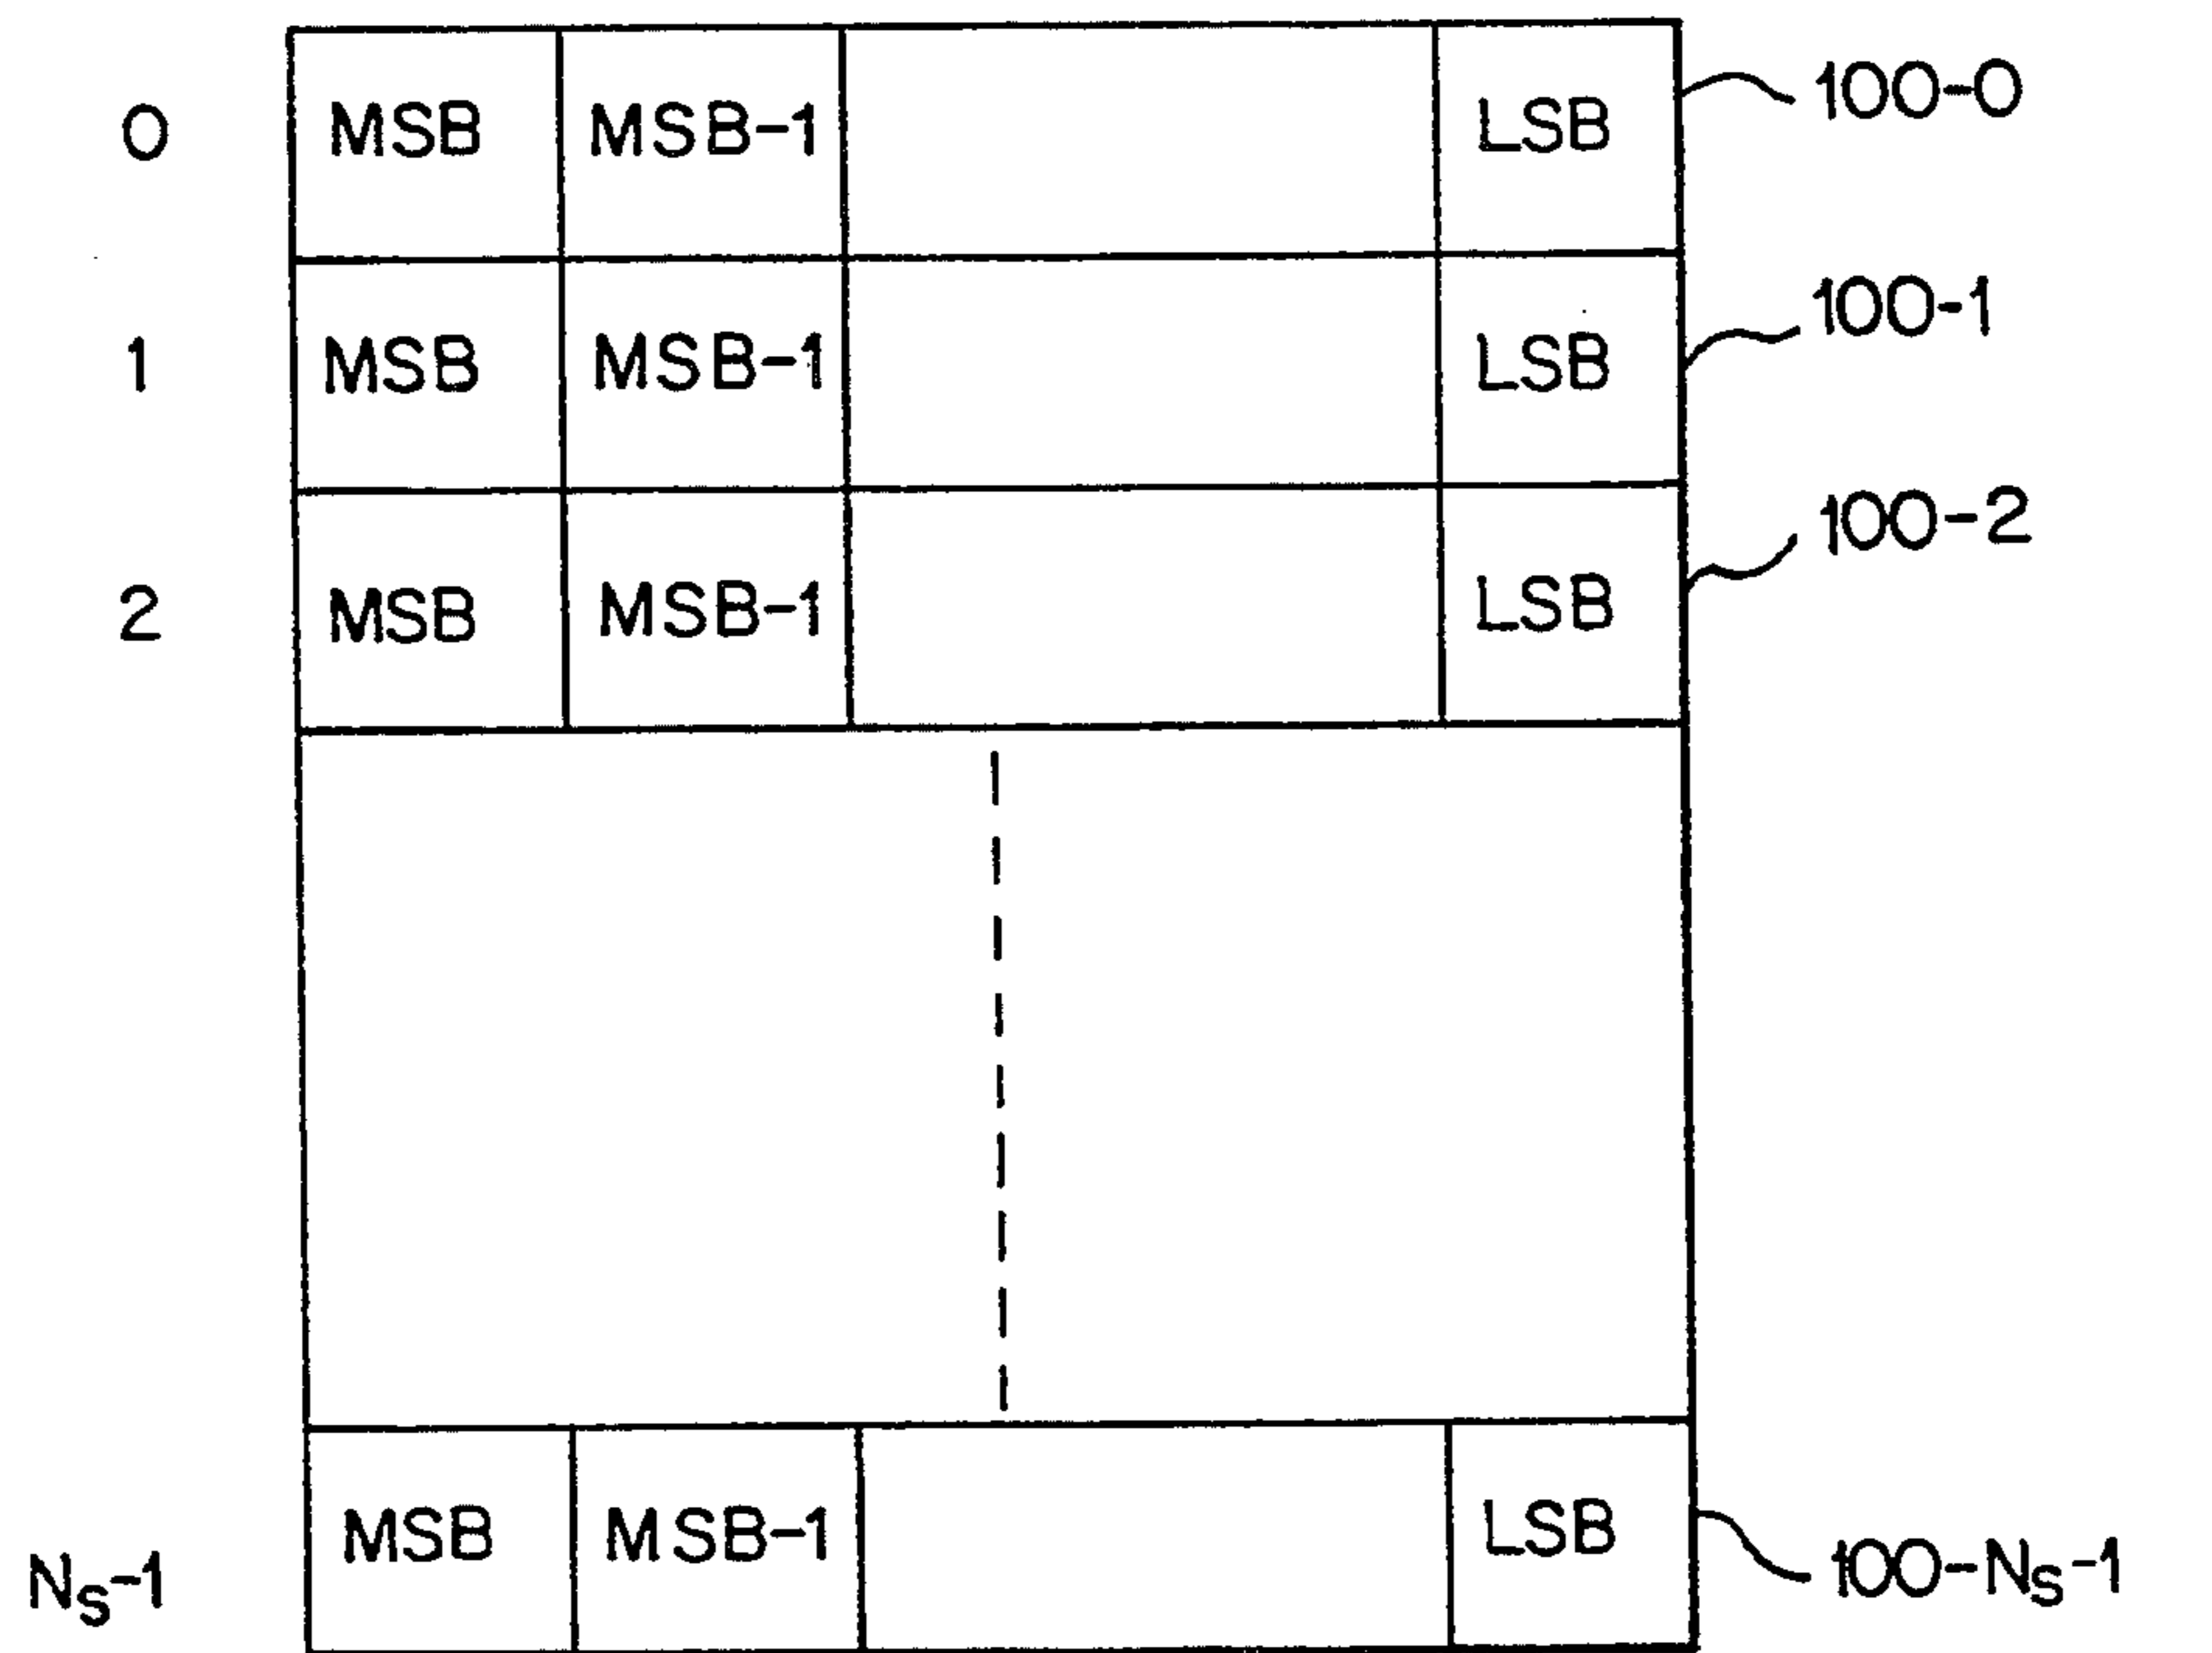 0 MSB MSB-1 LSB 100-0
1 MSB MSB-1 LSB 100-1
2 MSB MSB-1 LSB 100-2
Ns-1 MSB MSB-1 LSB 100-Ns-1